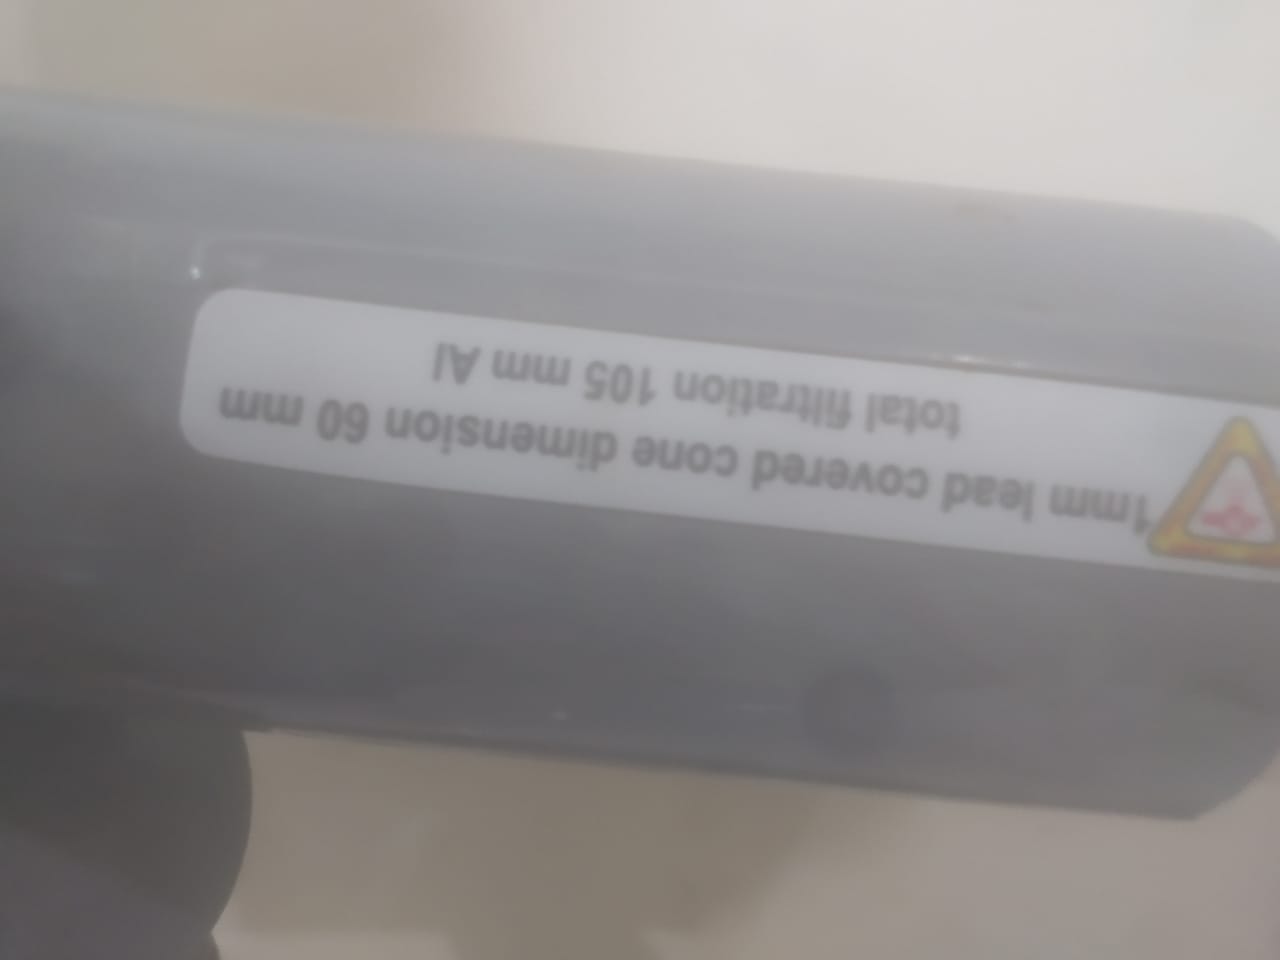 1mm lead covered cone dimension 60 mm
total filtration 105 mm Al